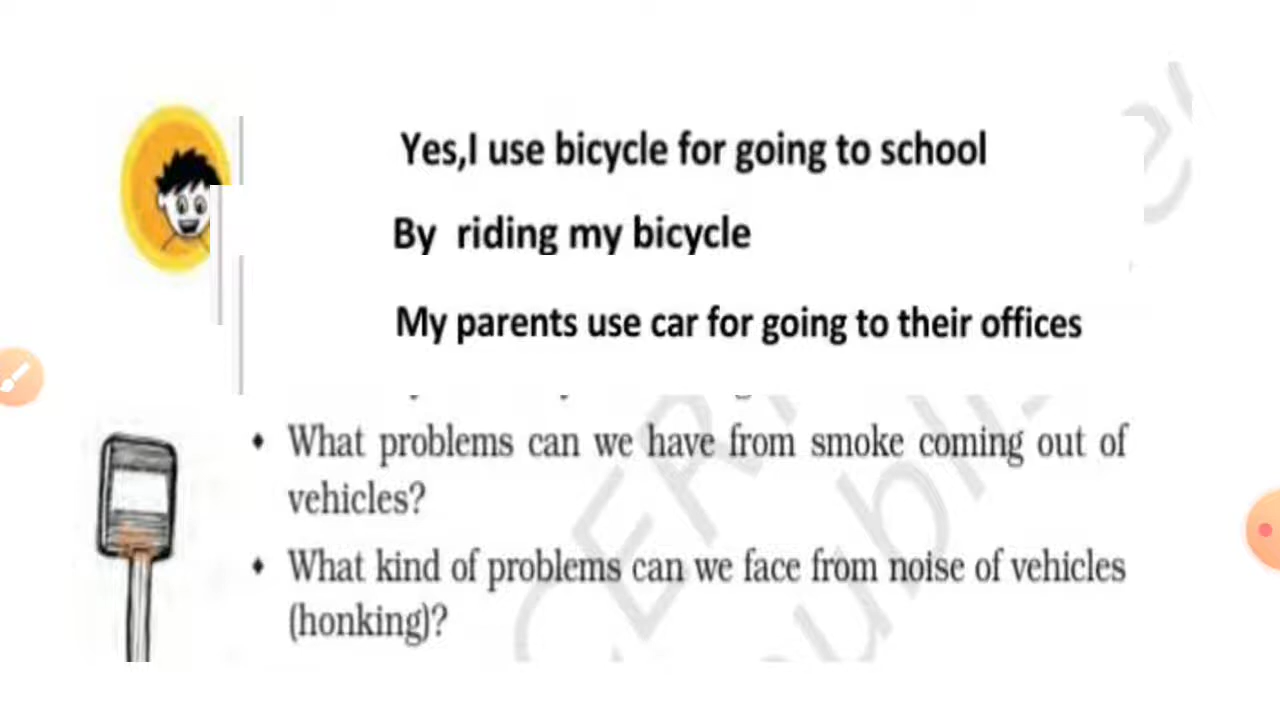 Yes,I use bicycle for going to school
By riding my bicycle
My parents use car for going to their offices
• What problems can we have from smoke coming out of
vehicles?
• What kind of problems can we face from noise of vehicles
(honking)?